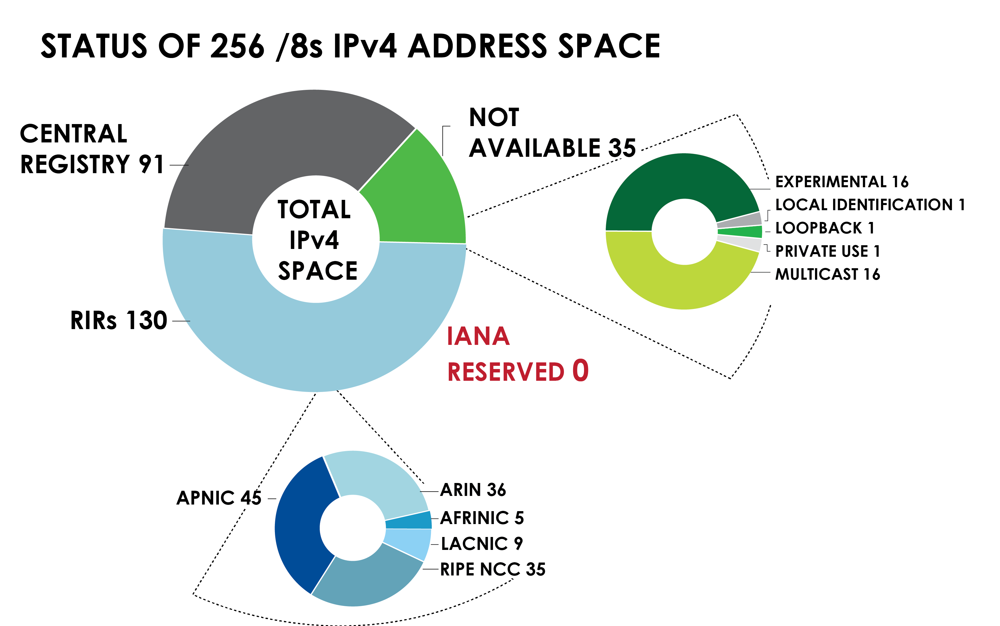 STATUS OF 256 /8s IPv4 ADDRESS SPACE
CENTRAL
REGISTRY 91
NOT
AVAILABLE 35
TOTAL
IPv4
SPACE
RIRs 130
IANA
RESERVED 0
EXPERIMENTAL 16
LOCAL IDENTIFICATION 1
LOOPBACK 1
PRIVATE USE 1
MULTICAST 16
APNIC 45
ARIN 36
AFRINIC 5
LACNIC 9
RIPE NCC 35